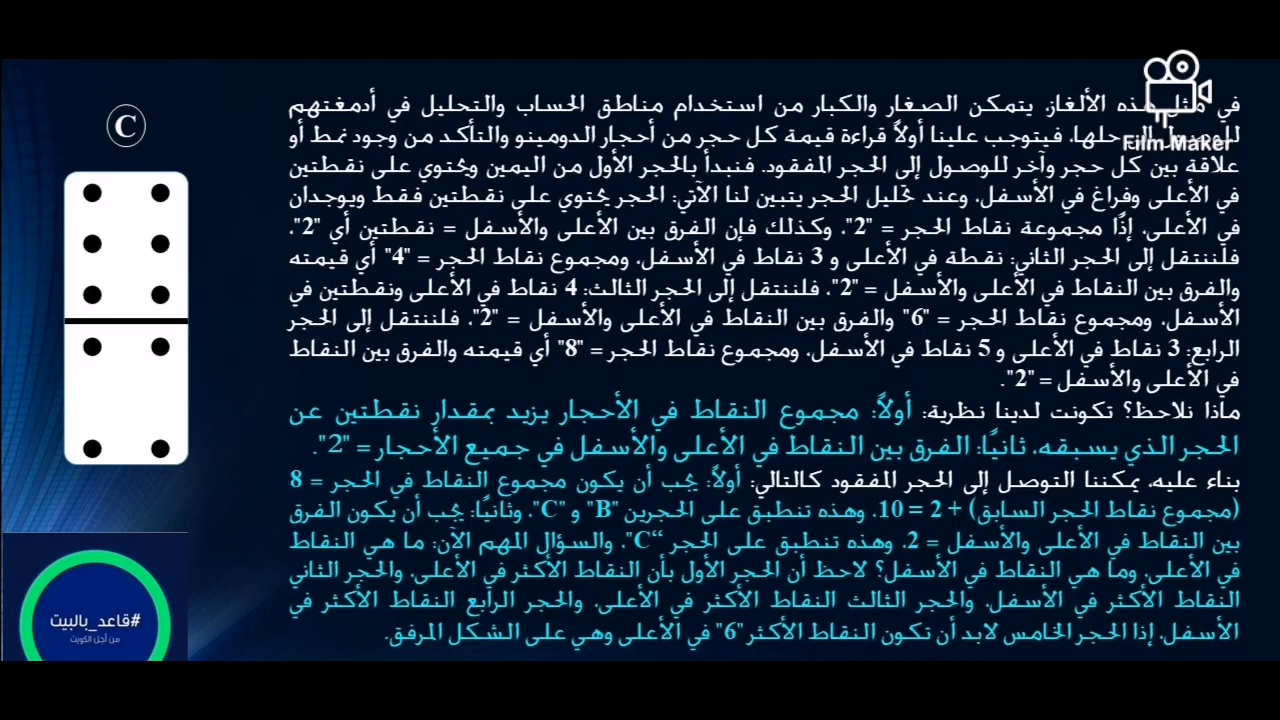 C
في مثل هذه الألغاز، يتمكن الصغار والكبار من استخدام مناطق الحساب والتحليل في أدمغتهم
حلها، فيتوجب علينا أولاً قراءة قيمة كل حجر من أحجار الدومينو والتأكد من وجود نمط أو
علاقة بين كل حجر وآخر للوصول إلى الحجر المفقود. فنبدأ بالحجر الأول من اليمين ويحتوي على نقطتين
في الأعلى وفراغ في الأسفل، وعند تحليل الحجر يتبين لنا الآتي: الحجر يحتوي على نقطتين فقط ويوجدان
في الأعلى، إذًا مجموعة نقاط الحجر = "2"، وكذلك فإن الفرق بين الأعلى والأسفل = نقطتين أي "2".
فلننتقل إلى الحجر الثاني: نقطة في الأعلى و 3 نقاط في الأسفل، ومجموع نقاط الحجر = "4" أي قيمته
والفرق بين النقاط في الأعلى والأسفل = "2". فلننتقل إلى الحجر الثالث: 4 نقاط في الأعلى ونقطتين في
الأسفل، ومجموع نقاط الحجر = "6" والفرق بين النقاط في الأعلى والأسفل = "2". فلننتقل إلى الحجر
الرابع: 3 نقاط في الأعلى و 5 نقاط في الأسفل، ومجموع نقاط الحجر = "8" أي قيمته والفرق بين النقاط
في الأعلى والأسفل = "2".
ماذا نلاحظ؟ تكونت لدينا نظرية: أولاً: مجموع النقاط في الأحجار يزيد بمقدار نقطتين عن
الحجر الذي يسبقه، ثانيًا: الفرق بين النقاط في الأعلى والأسفل في جميع الأحجار = "2".
بناء عليه، يمكننا التوصل إلى الحجر المفقود كالتالي: أولاً: يجب أن يكون مجموع النقاط في الحجر = 8
(مجموع نقاط الحجر السابق) + 2 = 10، وهذه تنطبق على الحجرين "B" و "C"، وثانيًا: يجب أن يكون الفرق
بين النقاط في الأعلى والأسفل = 2، وهذه تنطبق على الحجر “C". والسؤال المهم الآن: ما هي النقاط
في الأعلى، وما هي النقاط في الأسفل؟ لاحظ أن الحجر الأول بأن النقاط الأكثر في الأعلى، والحجر الثاني
النقاط الأكثر في الأسفل، والحجر الثالث النقاط الأكثر في الأعلى، والحجر الرابع النقاط الأكثر في
الأسفل، إذا الحجر الخامس لابد أن تكون النقاط الأكثر "6" في الأعلى وهي على الشكل المرفق.
Film Maker
#قاعد_بالبيت
من أجل الكويت